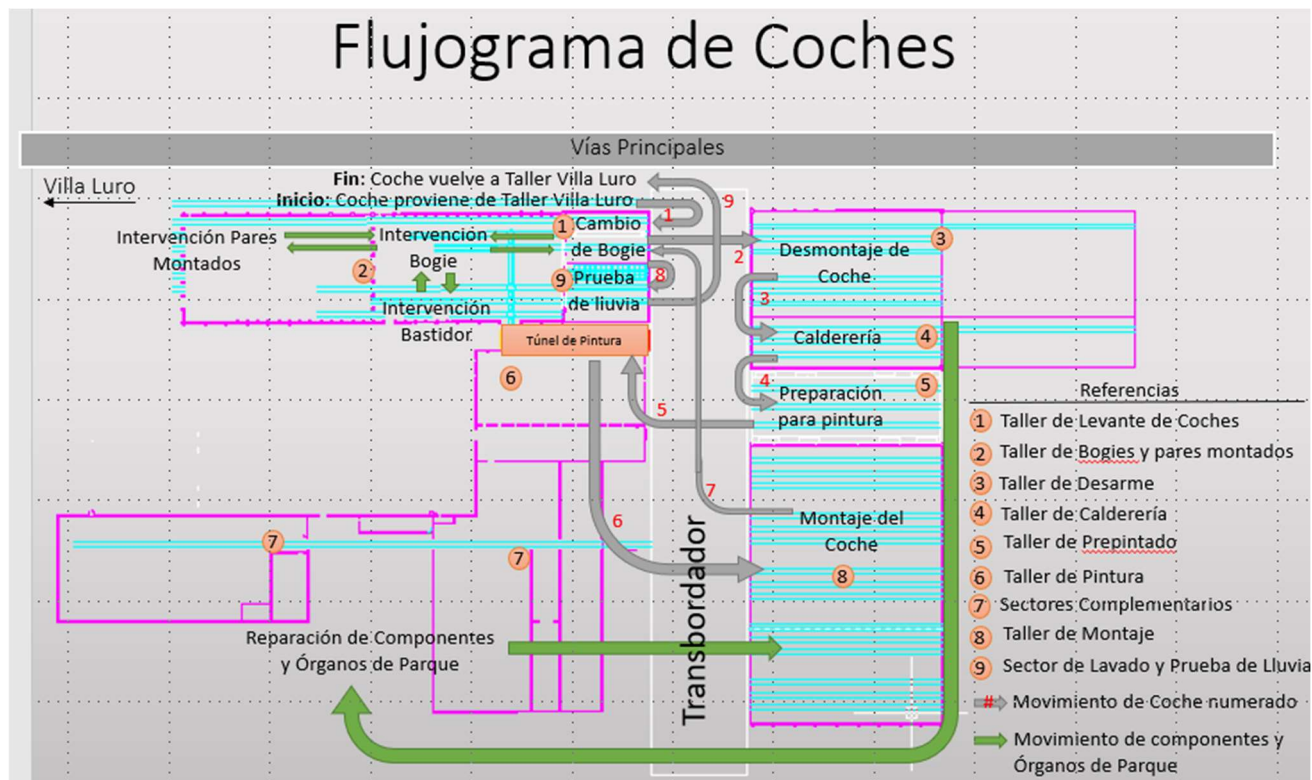 Flujograma de Coches
Vías Principales
Villa Luro
Fin: Coche vuelve a Taller Villa Luro
Inicio: Coche proviene de Taller Villa Luro
9
1
1
Cambio
de Bogie
Intervención Pares
Montados
Intervención
Bogie
2
Intervención
Bastidor
9
Prueba
de lluvia
8
2
Desmontaje de
Coche
3
3
Calderería
4
Túnel de Pintura
6
4
Preparación
para pintura
5
5
7
6
Montaje del
Coche
8
7
7
Reparación de Componentes
y Órganos de Parque
Transbordador
Referencias
1 Taller de Levante de Coches
2 Taller de Bogies y pares montados
3 Taller de Desarme
4 Taller de Calderería
5 Taller de Prepintado
6 Taller de Pintura
7 Sectores Complementarios
8 Taller de Montaje
9 Sector de Lavado y Prueba de Lluvia
# Movimiento de Coche numerado
Movimiento de componentes y
Órganos de Parque